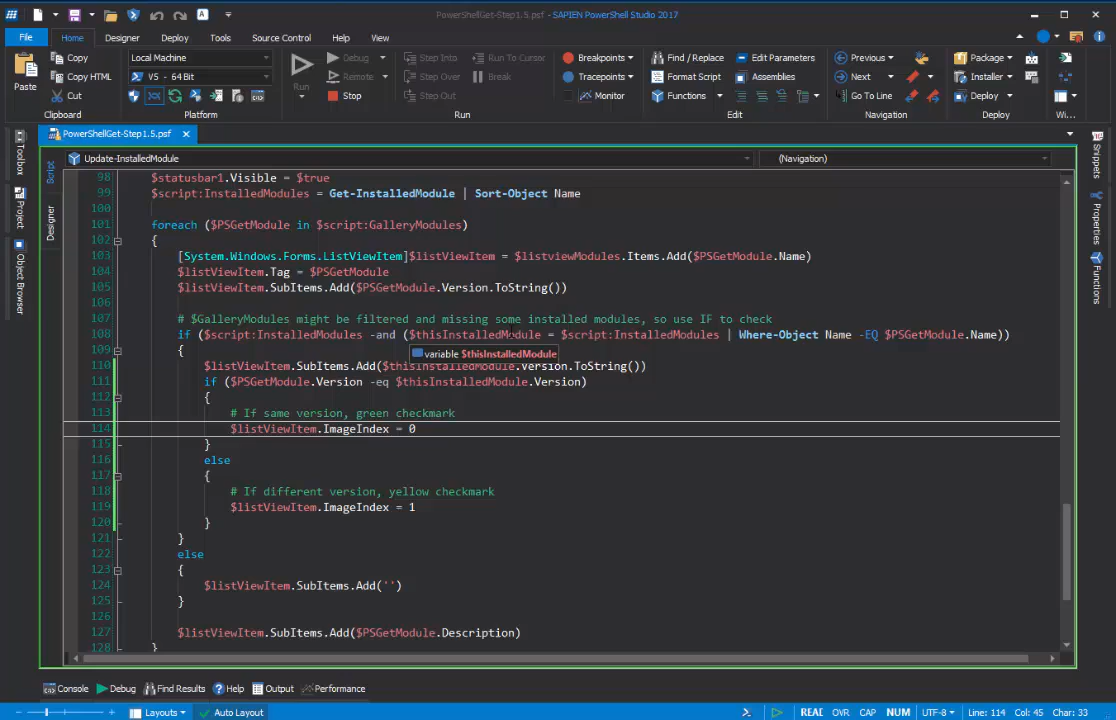 PowerShellGet-Step1.5.psf - SAPIEN PowerShell Studio 2017
File Home Designer Deploy Tools Source Control Help View
Paste
Copy
Copy HTML
Cut
Clipboard
Local Machine
V5 - 64 Bit
Platform
Run
Debug
Remote
Stop
Step Into
Step Over
Step Out
Run To Cursor
Break
Breakpoints
Tracepoints
Monitor
Run
Find / Replace
Format Script
Functions
Edit Parameters
Assemblies
Edit
Previous
Next
Go To Line
Navigation
Package
Installer
Deploy
Deploy
Wi...
PowerShellGet-Step1.5.psf
Toolbox
Project
Object Browser
Script
Designer
Snippets
Properties
Functions
Update-InstalledModule
(Navigation)
98 $statusbar1.Visible = $true
99 $script:InstalledModules = Get-InstalledModule | Sort-Object Name
100
101 foreach ($PSGetModule in $script:GalleryModules)
102 {
103 [System.Windows.Forms.ListViewItem]$listViewItem = $listviewModules.Items.Add($PSGetModule.Name)
104 $listViewItem.Tag = $PSGetModule
105 $listViewItem.SubItems.Add($PSGetModule.Version.ToString())
106
107 # $GalleryModules might be filtered and missing some installed modules, so use IF to check
108 if ($script:InstalledModules -and ($thisInstalledModule = $script:InstalledModules | Where-Object Name -EQ $PSGetModule.Name))
109 {
variable $thisInstalledModule
110 $listViewItem.SubItems.Add($thisInstalledModule.Version.ToString())
111 if ($PSGetModule.Version -eq $thisInstalledModule.Version)
112 {
113 # If same version, green checkmark
114 $listViewItem.ImageIndex = 0
115 }
116 else
117 {
118 # If different version, yellow checkmark
119 $listViewItem.ImageIndex = 1
120 }
121 }
122 else
123 {
124 $listViewItem.SubItems.Add('')
125 }
126
127 $listViewItem.SubItems.Add($PSGetModule.Description)
128 }
Console Debug Find Results Help Output Performance
Layouts Auto Layout
READ OVR CAP NUM UTF-8 Line: 114 Col: 45 Char: 33